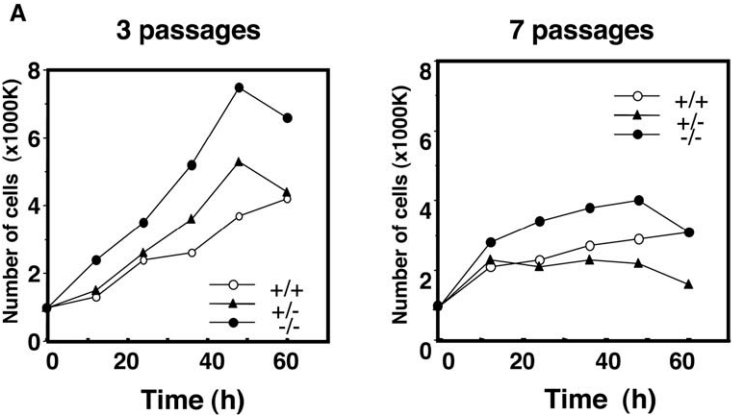 A
3 passages
Number of cells (x1000K)
8
6
4
2
0
+/+
+/-
-/-
0 20 40 60
Time (h)
7 passages
Number of cells (x1000K)
8
6
4
2
0
+/+
+/-
-/-
0 20 40 60
Time (h)